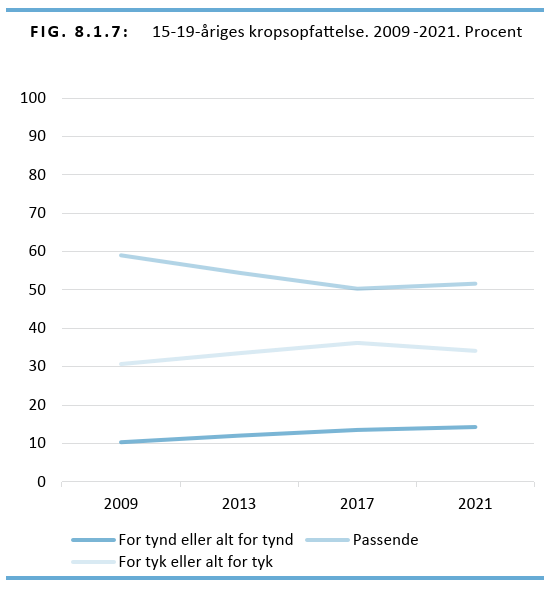 FIG. 8.1.7: 15-19-åriges kropsopfattelse. 2009-2021. Procent
100
90
80
70
60
50
40
30
20
10
0
2009 2013 2017 2021
For tynd eller alt for tynd Passende
For tyk eller alt for tyk